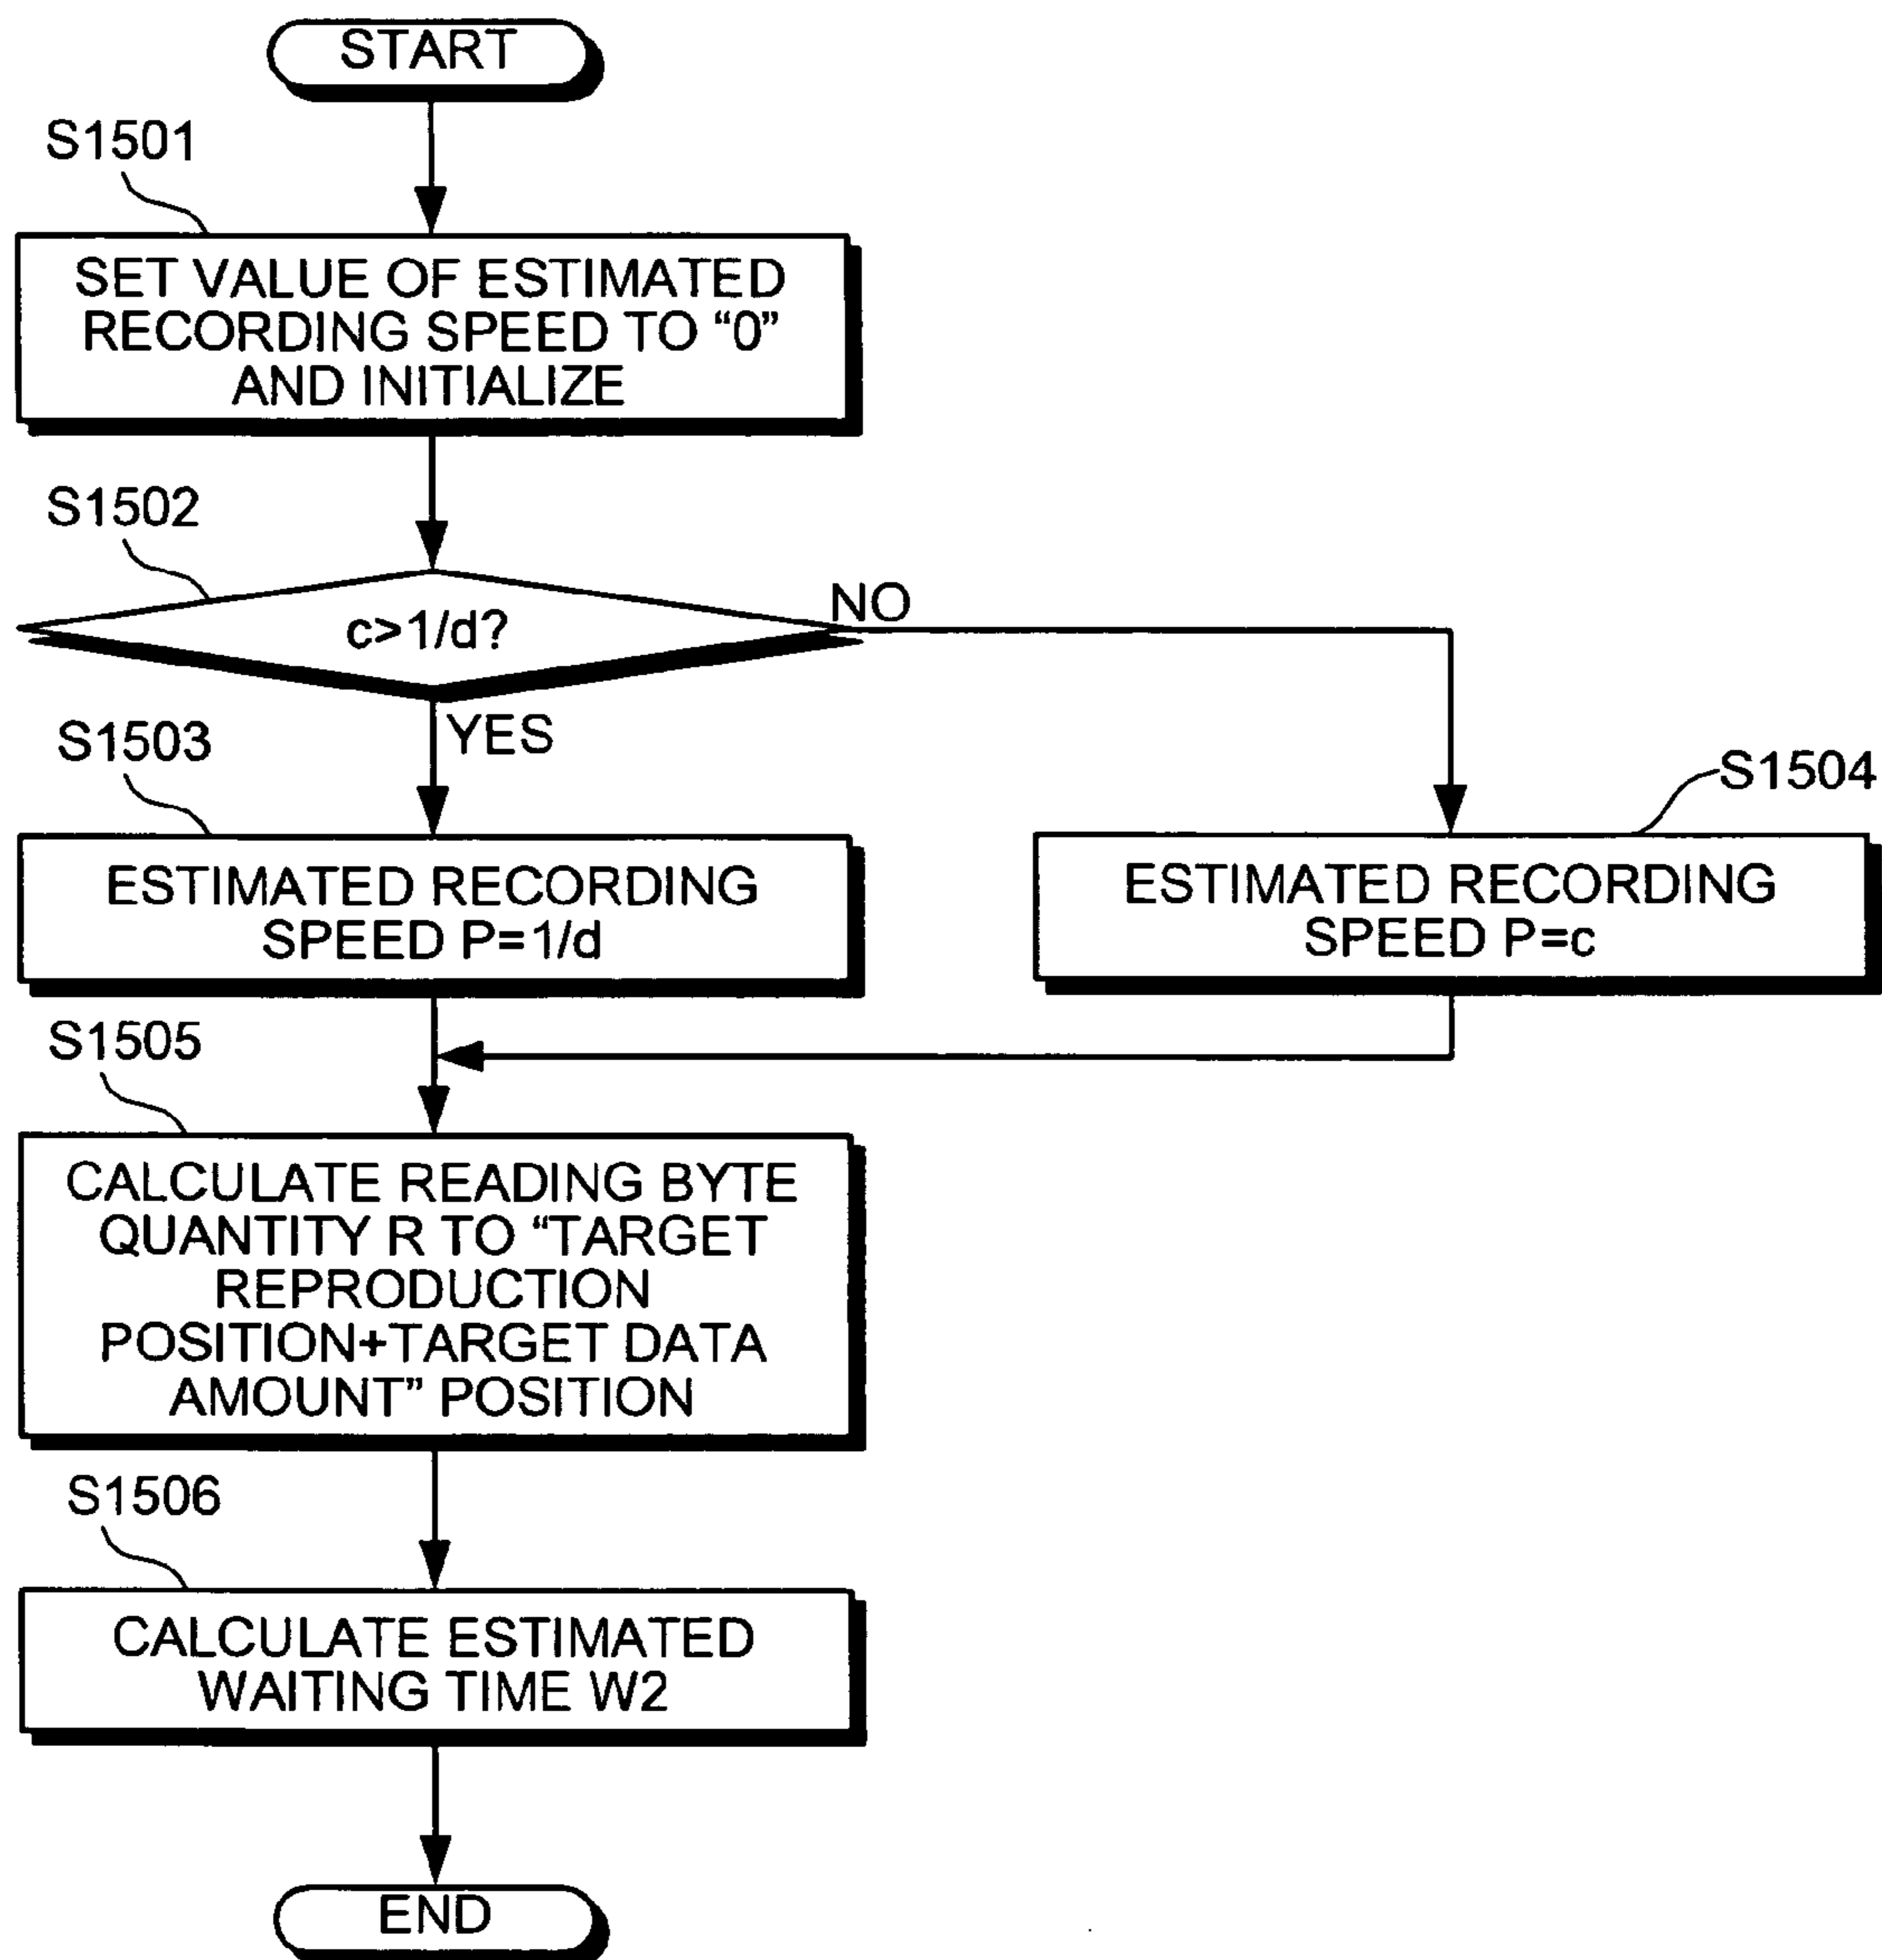 START
S1501
SET VALUE OF ESTIMATED
RECORDING SPEED TO “0”
AND INITIALIZE
S1502
c>1/d?
NO
YES
S1503
S1504
ESTIMATED RECORDING
SPEED P=1/d
ESTIMATED RECORDING
SPEED P=c
S1505
CALCULATE READING BYTE
QUANTITY R TO “TARGET
REPRODUCTION
POSITION+TARGET DATA
AMOUNT” POSITION
S1506
CALCULATE ESTIMATED
WAITING TIME W2
END